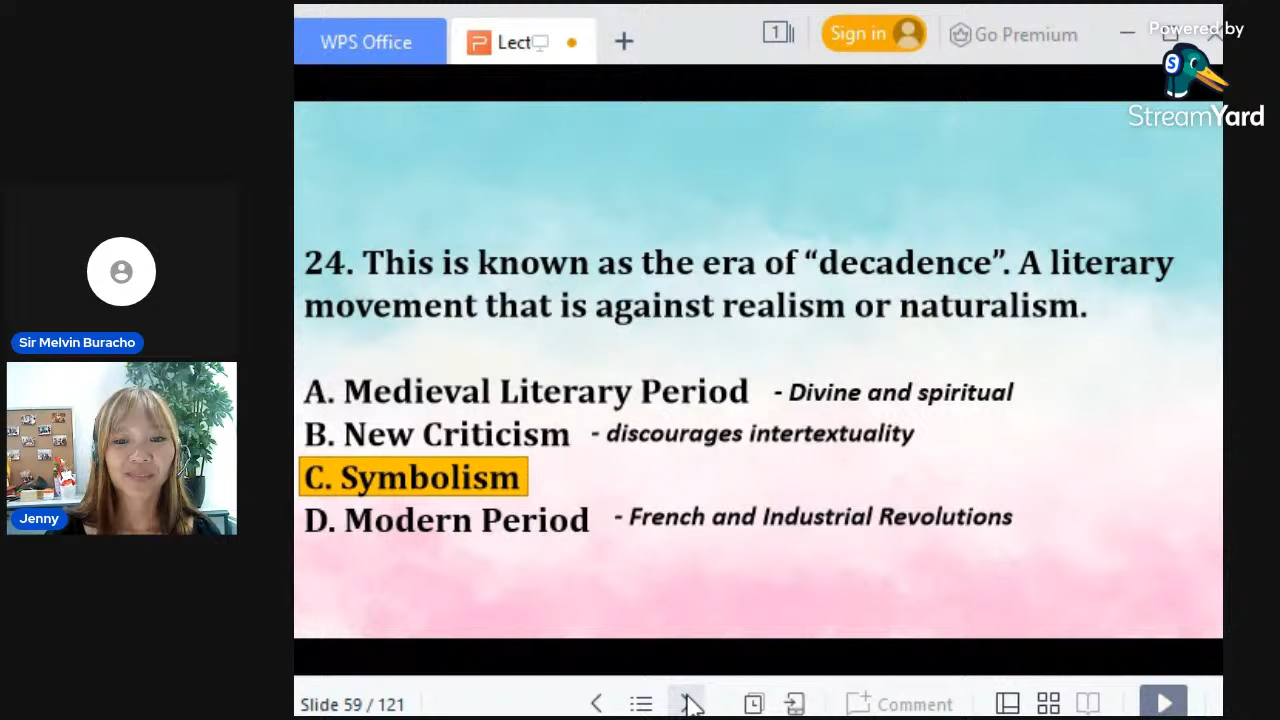 WPS Office
Lect
1
Sign in
Go Premium
Powered by
StreamYard
24. This is known as the era of “decadence”. A literary
movement that is against realism or naturalism.
A. Medieval Literary Period - Divine and spiritual
B. New Criticism - discourages intertextuality
C. Symbolism
D. Modern Period - French and Industrial Revolutions
Sir Melvin Buracho
Jenny
Slide 59 / 121
Comment